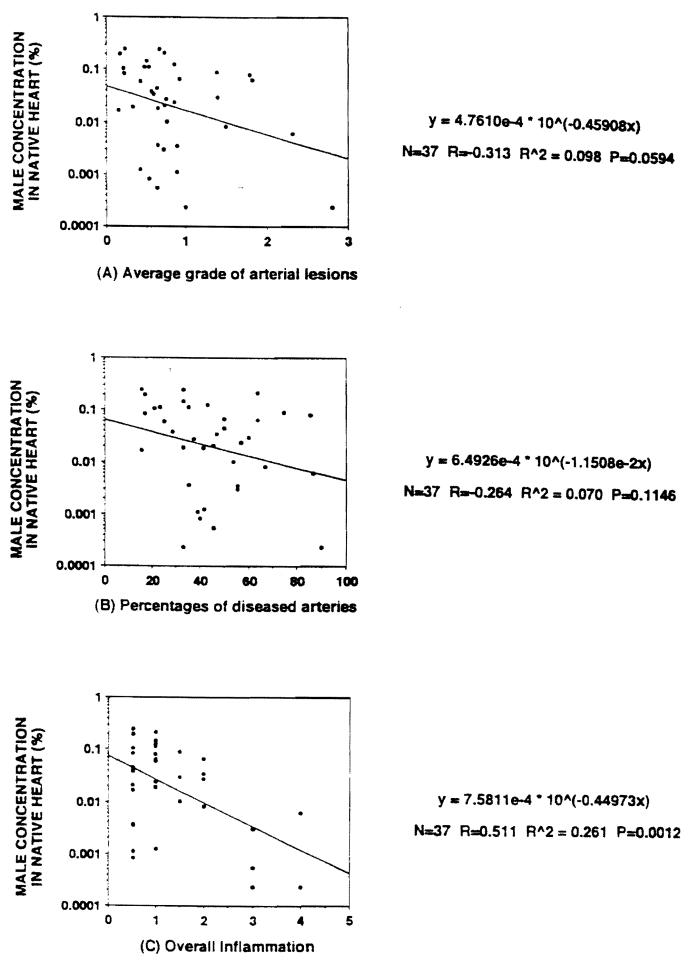 MALE CONCENTRATION
IN NATIVE HEART (%)
1
0.1
0.01
0.001
0.0001
0 1 2 3
(A) Average grade of arterial lesions
y = 4.7610e-4 * 10^(-0.45908x)
N=37 R=-0.313 R^2 = 0.098 P=0.0594
MALE CONCENTRATION
IN NATIVE HEART (%)
1
0.1
0.01
0.001
0.0001
0 20 40 60 80 100
(B) Percentages of diseased arteries
y = 6.4926e-4 * 10^(-1.1508e-2x)
N=37 R=-0.264 R^2 = 0.070 P=0.1146
MALE CONCENTRATION
IN NATIVE HEART (%)
1
0.1
0.01
0.001
0.0001
0 1 2 3 4 5
(C) Overall Inflammation
y = 7.5811e-4 * 10^(-0.44973x)
N=37 R=0.511 R^2 = 0.261 P=0.0012